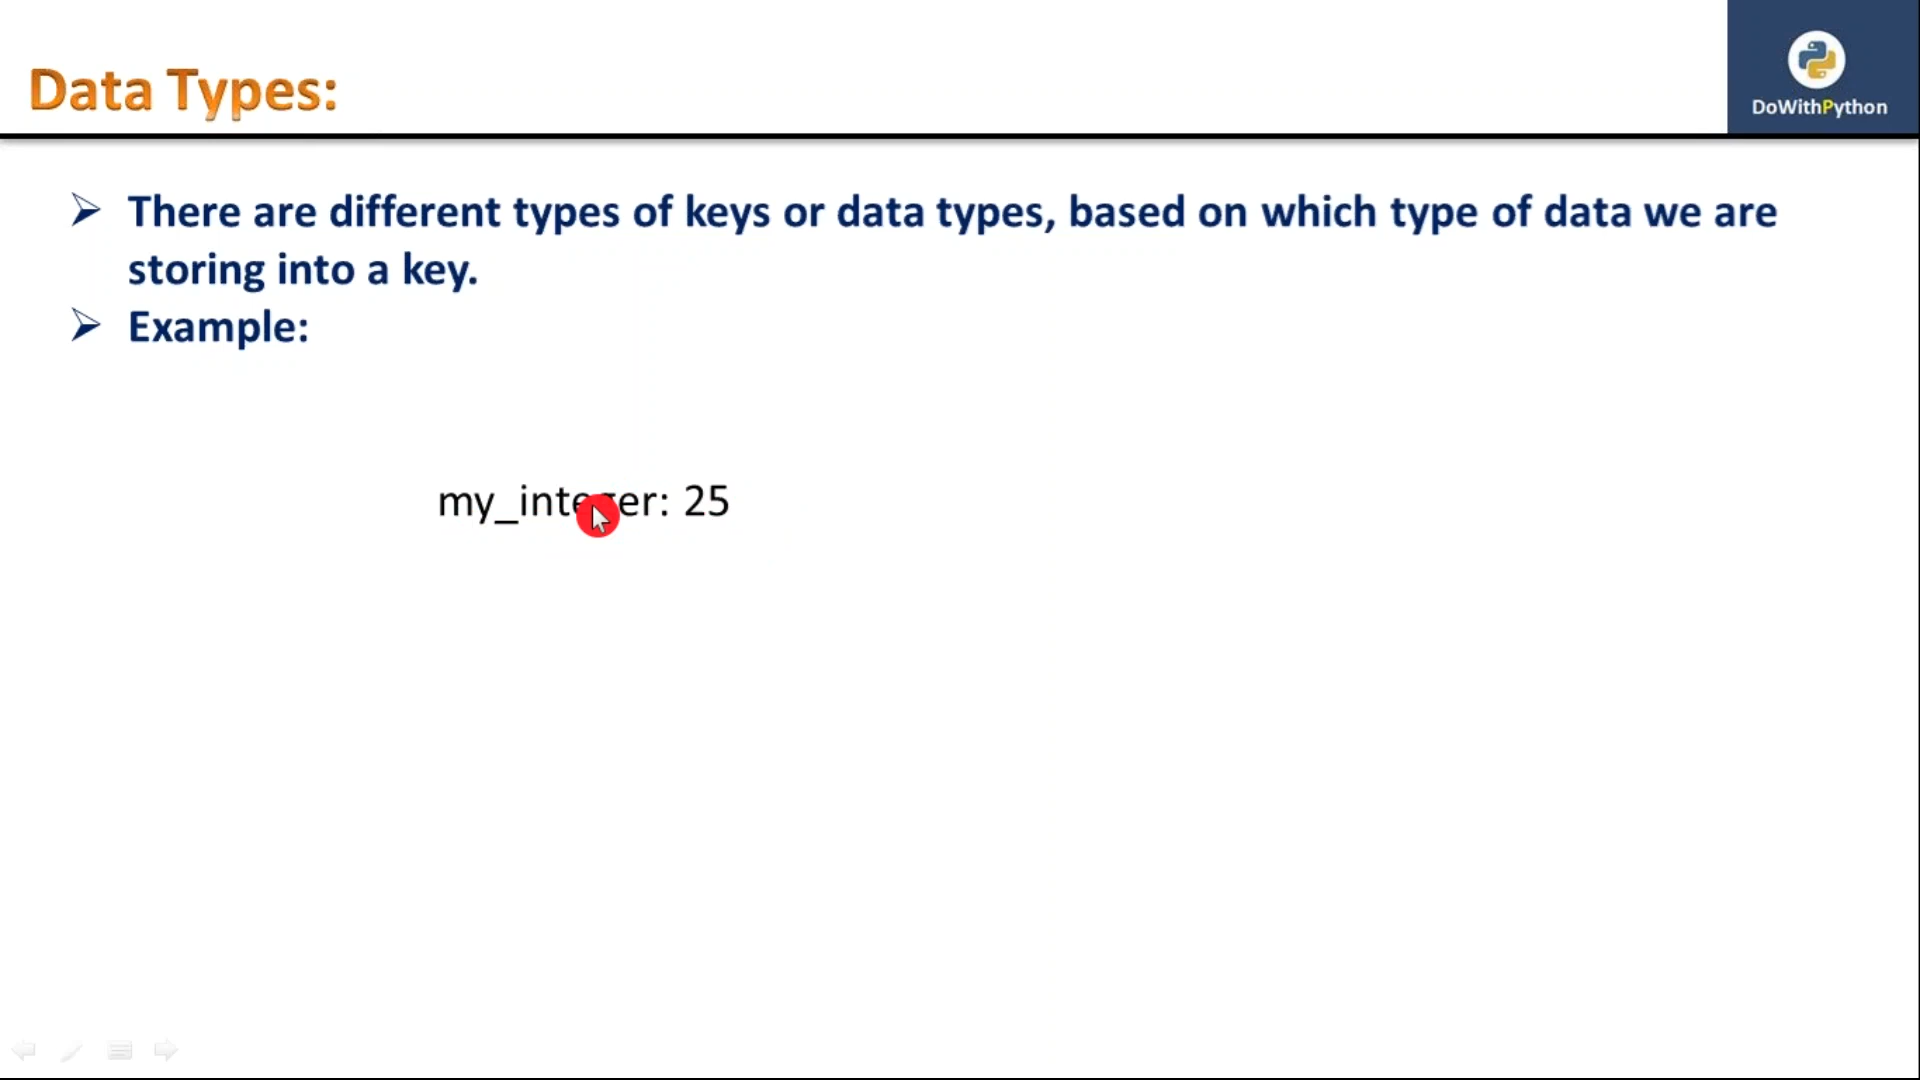 Data Types:
DoWithPython
There are different types of keys or data types, based on which type of data we are
storing into a key.
Example:
my_integer: 25